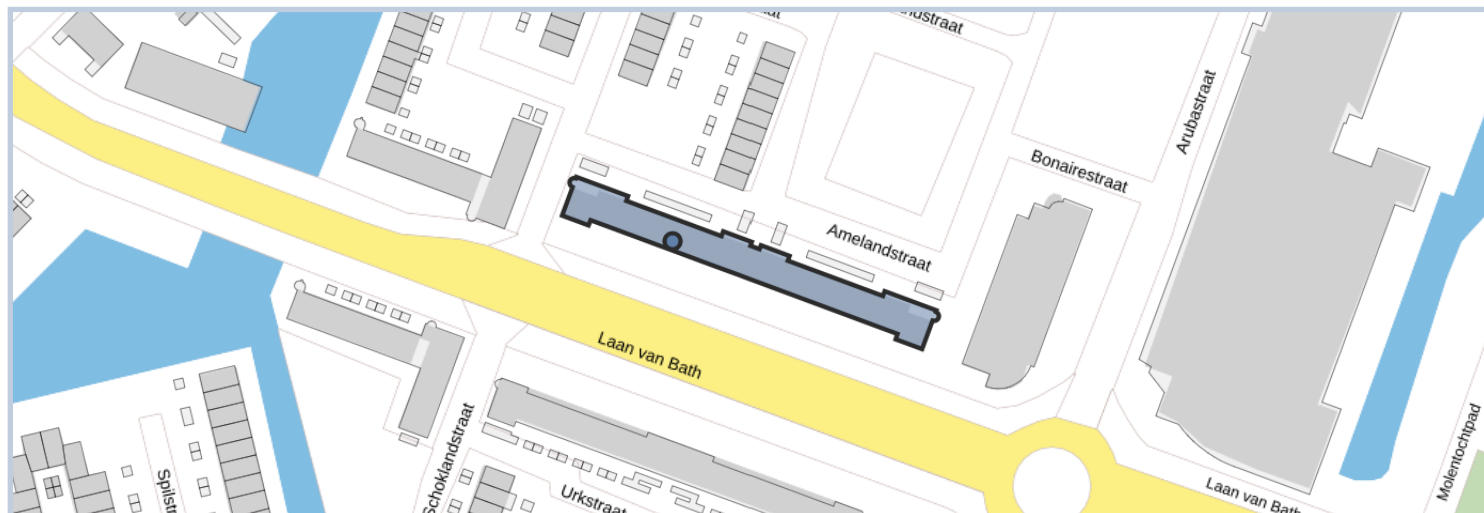 Arubastraat
Bonairestraat
Amelandstraat
Laan van Bath
Schoklandstraat
Urkstraat
Laan van Bath
Molentochtpad